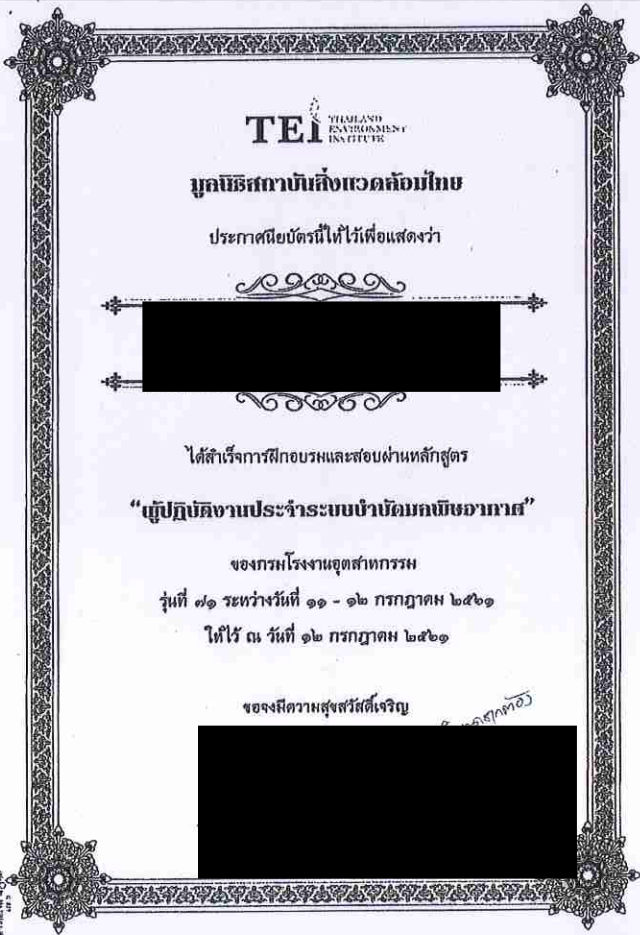 TEI THAILAND
ENVIRONMENT
INSTITUTE
มูลนิธิสถาบันสิ่งแวดล้อมไทย
ประกาศนียบัตรนี้ให้ไว้เพื่อแสดงว่า
ได้สำเร็จการฝึกอบรมและสอบผ่านหลักสูตร
“ผู้ปฏิบัติงานประจำระบบบำบัดมลพิษอากาศ”
ของกรมโรงงานอุตสาหกรรม
รุ่นที่ ๗๑ ระหว่างวันที่ ๑๑ - ๑๒ กรกฎาคม ๒๕๖๑
ให้ไว้ ณ วันที่ ๑๒ กรกฎาคม ๒๕๖๑
ขอจงมีความสุขสวัสดิ์เจริญ